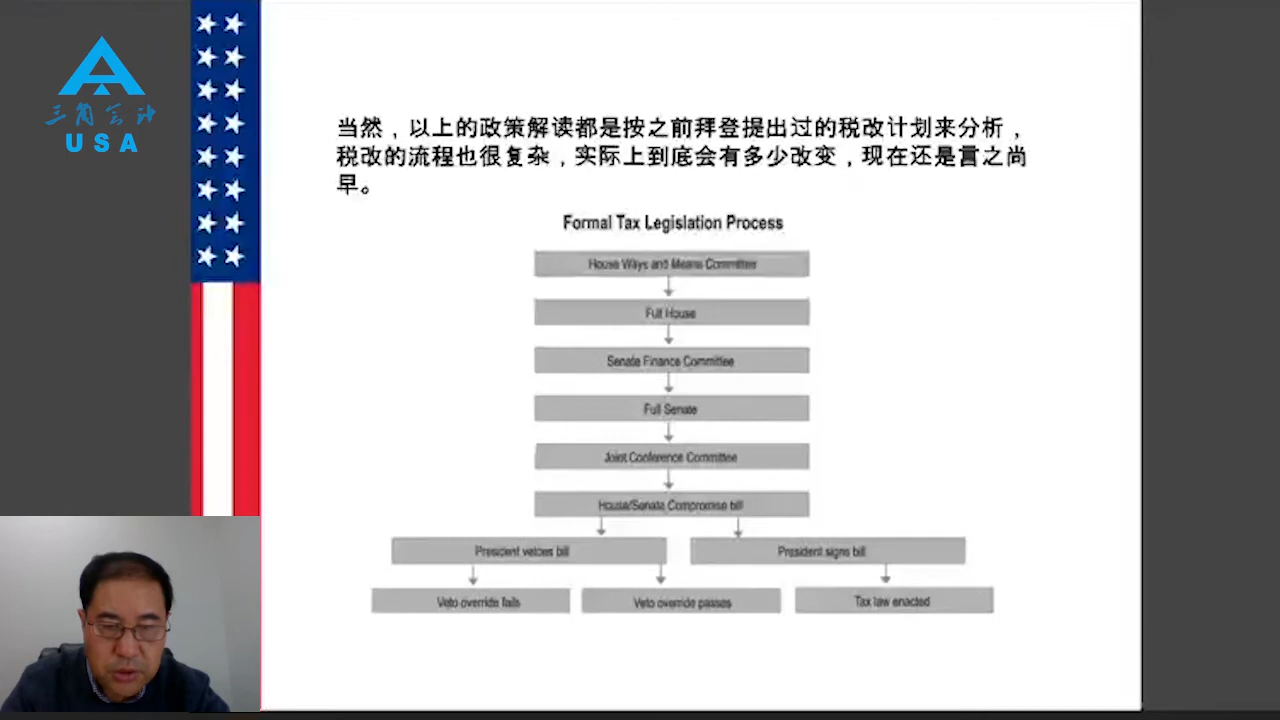 三角会计
USA
当然，以上的政策解读都是按之前拜登提出过的税改计划来分析，
税改的流程也很复杂，实际上到底会有多少改变，现在还是言之尚
早。
Formal Tax Legislation Process
House Ways and Means Committee
Full House
Senate Finance Committee
Full Senate
Joint Conference Committee
House/Senate Compromise bill
President vetoes bill
President signs bill
Veto override fails
Veto override passes
Tax law enacted